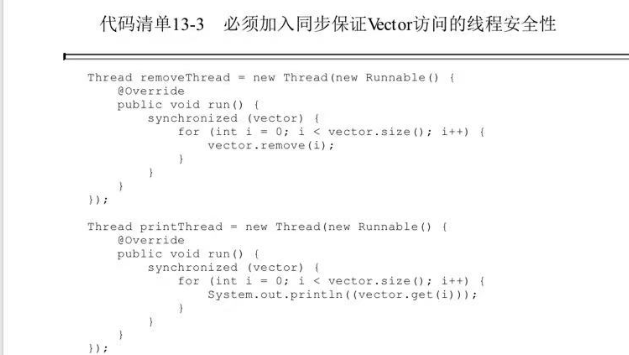 代码清单13-3 必须加入同步保证Vector访问的线程安全性
Thread removeThread = new Thread(new Runnable() {
    @Override
    public void run() {
        synchronized (vector) {
            for (int i = 0; i < vector.size(); i++) {
                vector.remove(i);
            }
        }
    }
});
Thread printThread = new Thread(new Runnable() {
    @Override
    public void run() {
        synchronized (vector) {
            for (int i = 0; i < vector.size(); i++) {
                System.out.println((vector.get(i)));
            }
        }
    }
});